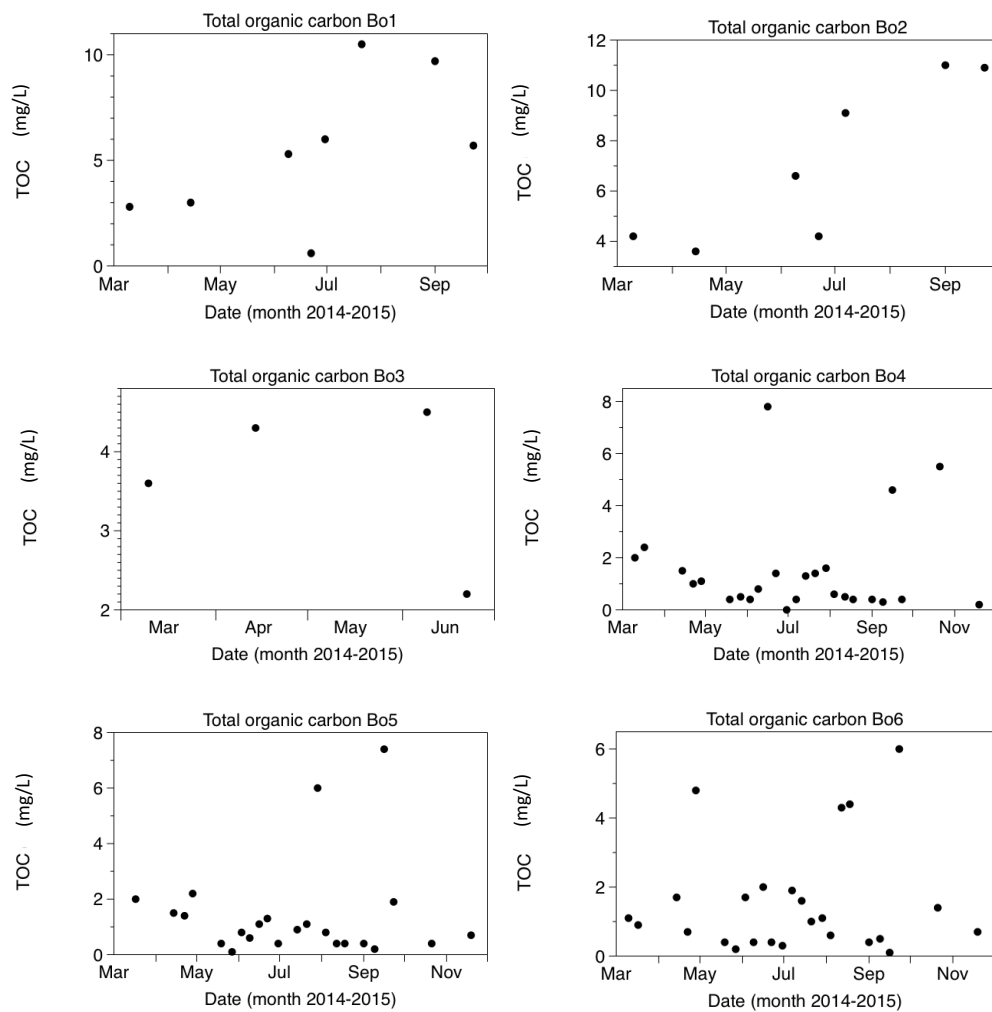 Total organic carbon Bo1
TOC (mg/L)
10
5
0
Mar May Jul Sep
Date (month 2014-2015)
Total organic carbon Bo2
TOC (mg/L)
12
10
8
6
4
Mar May Jul Sep
Date (month 2014-2015)
Total organic carbon Bo3
TOC (mg/L)
4
3
2
Mar Apr May Jun
Date (month 2014-2015)
Total organic carbon Bo4
TOC (mg/L)
8
6
4
2
0
Mar May Jul Sep Nov
Date (month 2014-2015)
Total organic carbon Bo5
TOC (mg/L)
8
6
4
2
0
Mar May Jul Sep Nov
Date (month 2014-2015)
Total organic carbon Bo6
TOC (mg/L)
6
4
2
0
Mar May Jul Sep Nov
Date (month 2014-2015)